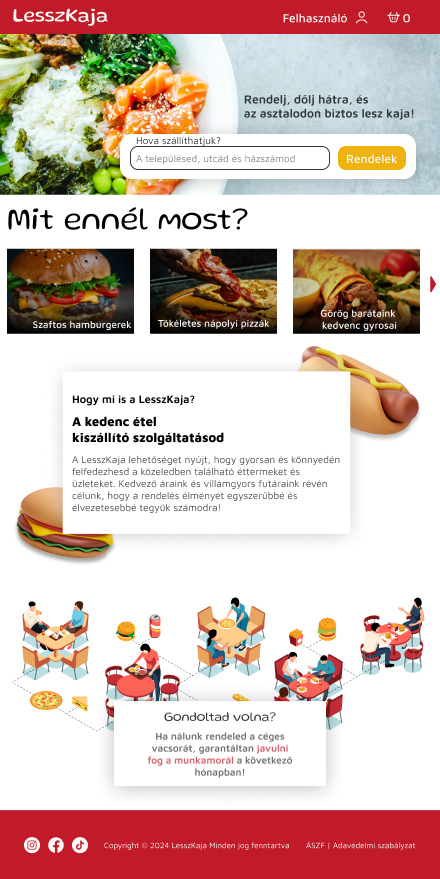 LesszKaja
Felhasználó
0
Rendelj, dőlj hátra, és
az asztalodon biztos lesz kaja!
Hova szállíthatjuk?
A településed, utcád és házszámod
Rendelek
Mit ennél most?
Szaftos hamburgerek
Tökéletes nápolyi pizzák
Görög barátaink
kedvenc gyrosai
Hogy mi is a LesszKaja?
A kedenc étel
kiszállító szolgáltatásod
A LesszKaja lehetőséget nyújt, hogy gyorsan és könnyedén
felfedezhesd a közeledben található éttermeket és
üzleteket. Kedvező áraink és villámgyors futáraink révén
célunk, hogy a rendelés élményét egyszerűbbé és
élvezetesebbé tegyük számodra!
Gondoltad volna?
Ha nálunk rendeled a céges
vacsorát, garantáltan javulni
fog a munkamorál a következő
hónapban!
Copyright © 2024 LesszKaja Minden jog fenntartva
ÁSZF | Adavédelmi szabályzat